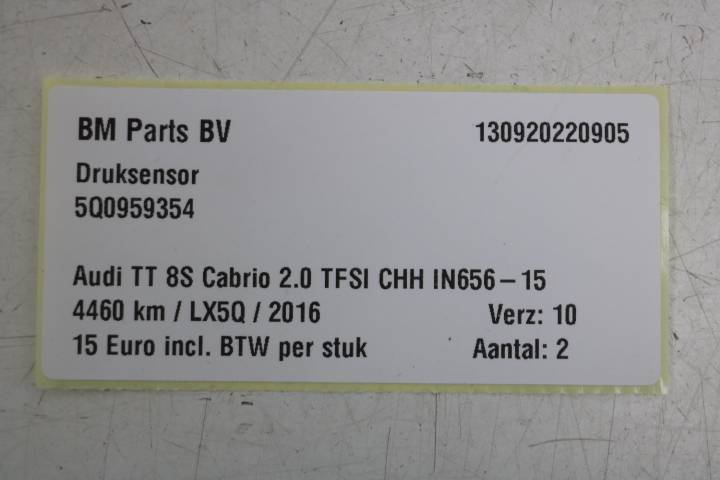 BM Parts BV 130920220905
Druksensor
5Q0959354
Audi TT 8S Cabrio 2.0 TFSI CHH IN656-15
4460 km / LX5Q / 2016 Verz: 10
15 Euro incl. BTW per stuk Aantal: 2